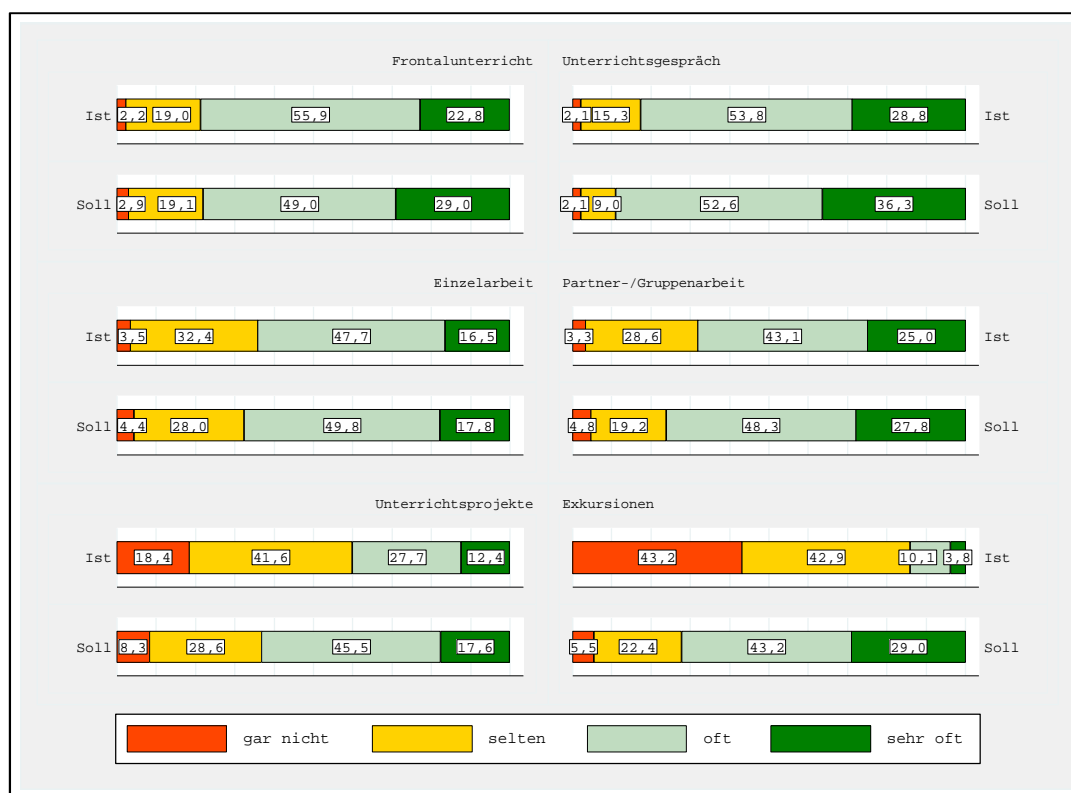 Frontalunterricht Unterrichtsgespräch
Ist 2,2 19,0 55,9 22,8 2,1 15,3 53,8 28,8 Ist
Soll 2,9 19,1 49,0 29,0 2,1 9,0 52,6 36,3 Soll
Einzelarbeit Partner-/Gruppenarbeit
Ist 3,5 32,4 47,7 16,5 3,3 28,6 43,1 25,0 Ist
Soll 4,4 28,0 49,8 17,8 4,8 19,2 48,3 27,8 Soll
Unterrichtsprojekte Exkursionen
Ist 18,4 41,6 27,7 12,4 43,2 42,9 10,1 3,8 Ist
Soll 8,3 28,6 45,5 17,6 5,5 22,4 43,2 29,0 Soll
gar nicht selten oft sehr oft